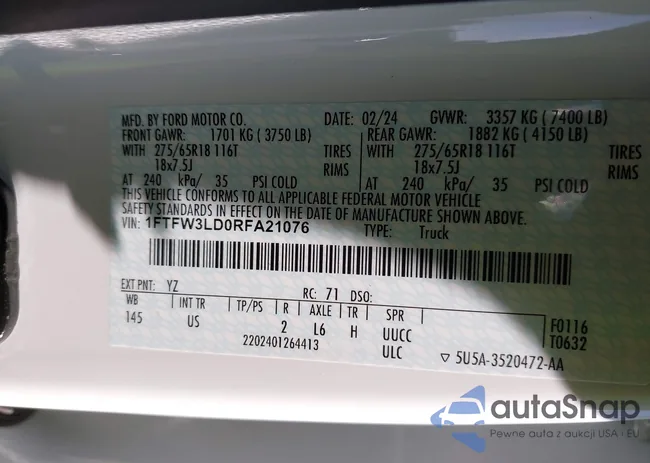 MFD. BY FORD MOTOR CO. DATE: 02/24 GVWR: 3357 KG ( 7400 LB)
FRONT GAWR: 1701 KG ( 3750 LB) REAR GAWR: 1882 KG ( 4150 LB)
WITH 275/65R18 116T TIRES WITH 275/65R18 116T TIRES
18x7.5J RIMS 18x7.5J RIMS
AT 240 kPa/ 35 PSI COLD AT 240 kPa/ 35 PSI COLD
THIS VEHICLE CONFORMS TO ALL APPLICABLE FEDERAL MOTOR VEHICLE
SAFETY STANDARDS IN EFFECT ON THE DATE OF MANUFACTURE SHOWN ABOVE.
VIN: 1FTFW3LD0RFA21076 TYPE: Truck
EXT PNT: YZ RC: 71 DSO:
WB INT TR TP/PS R AXLE TR SPR
145 US 2 L6 H UUCC
ULC
2202401264413
F0116
T0632
▽ 5U5A-3520472-AA
autaSnap
Pewne auta z aukcji USA - EU